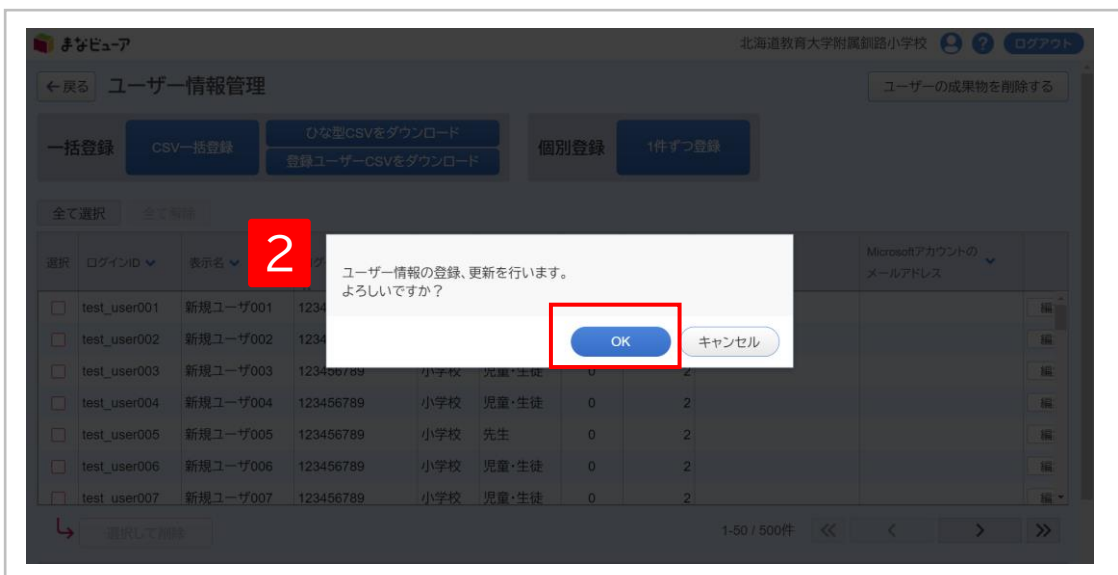 まなビューア
北海道教育大学附属釧路小学校 ? ログアウト
←戻る ユーザー情報管理 ユーザーの成果物を削除する
一括登録 CSV一括登録 ひな型CSVをダウンロード 個別登録 1件ずつ登録
登録ユーザーCSVをダウンロード
全て選択 全て解除
2
選択 ログインID 表示名 Microsoftアカウントの
メールアドレス
ユーザー情報の登録、更新を行います。
よろしいですか？
OK キャンセル
test_user001 新規ユーザ001 1234 編
test_user002 新規ユーザ002 1234 編
test_user003 新規ユーザ003 123456789 小学校 児童・生徒 0 2 編
test_user004 新規ユーザ004 123456789 小学校 児童・生徒 0 2 編
test_user005 新規ユーザ005 123456789 小学校 先生 0 2 編
test_user006 新規ユーザ006 123456789 小学校 児童・生徒 0 2 編
test_user007 新規ユーザ007 123456789 小学校 児童・生徒 0 2 編
選択して削除 1-50 / 500件 ≪ < > ≫